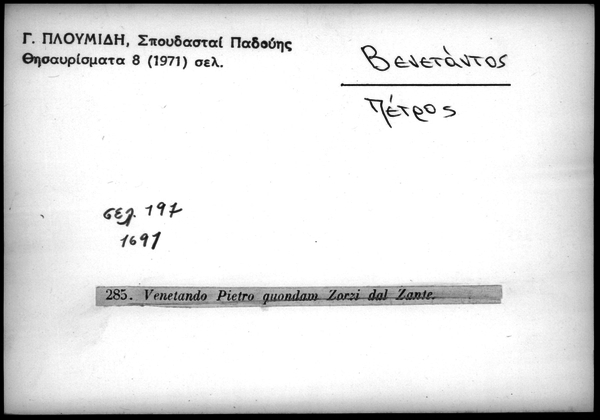 Γ. ΠΛΟΥΜΙΔΗ, Σπουδασταί Παδούης
Θησαυρίσματα 8 (1971) σελ.
Βενετάντος
Πέτρος
σελ. 197
1691
285. Venetando Pietro quondam Zorzi dal Zante.